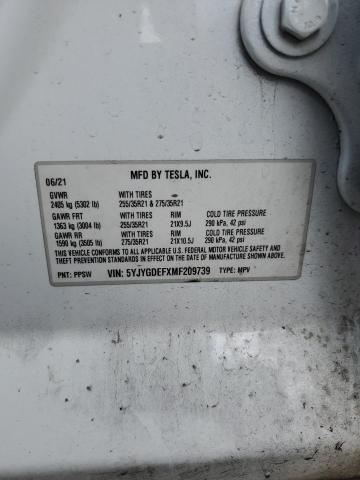 MFD BY TESLA, INC.
06/21
GVWR WITH TIRES
2405 kg (5302 lb) 255/35R21 & 275/35R21
GAWR FRT WITH TIRES RIM COLD TIRE PRESSURE
1363 kg (3004 lb) 255/35R21 21X9.5J 290 kPa, 42 psi
GAWR RR WITH TIRES RIM COLD TIRE PRESSURE
1590 kg (3505 lb) 275/35R21 21X10.5J 290 kPa, 42 psi
THIS VEHICLE CONFORMS TO ALL APPLICABLE U.S. FEDERAL MOTOR VEHICLE SAFETY AND
THEFT PREVENTION STANDARDS IN EFFECT ON THE DATE OF MANUFACTURE SHOWN ABOVE.
PNT: PPSW VIN: 5YJYGDEFXMF209739 TYPE: MPV